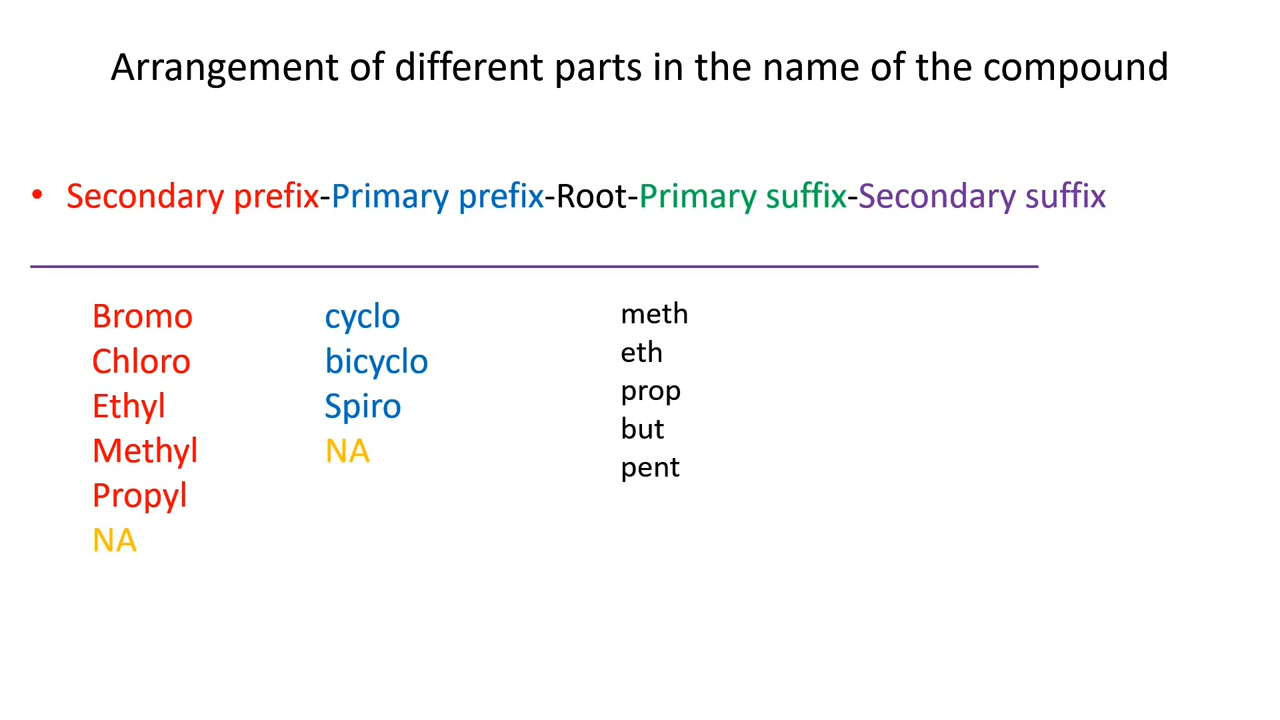 Arrangement of different parts in the name of the compound
• Secondary prefix-Primary prefix-Root-Primary suffix-Secondary suffix
Bromo
Chloro
Ethyl
Methyl
Propyl
NA
cyclo
bicyclo
Spiro
NA
meth
eth
prop
but
pent